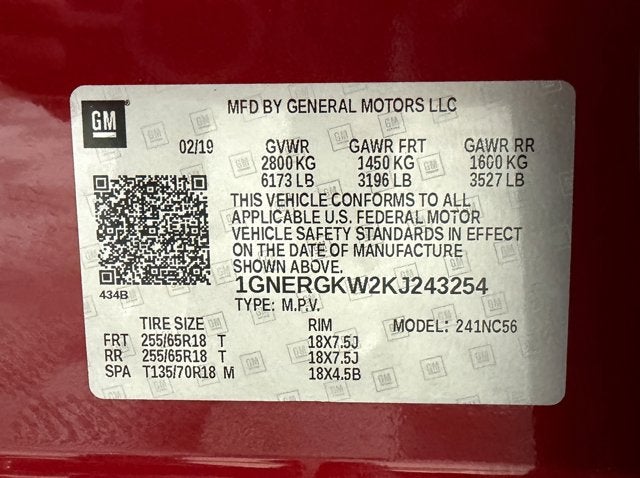 GM MFD BY GENERAL MOTORS LLC
02/19 GVWR GAWR FRT GAWR RR
2800 KG 1450 KG 1600 KG
6173 LB 3196 LB 3527 LB
THIS VEHICLE CONFORMS TO ALL
APPLICABLE U.S. FEDERAL MOTOR
VEHICLE SAFETY STANDARDS IN EFFECT
ON THE DATE OF MANUFACTURE
SHOWN ABOVE.
434B 1GNERGKW2KJ243254
TYPE: M.P.V.
TIRE SIZE RIM MODEL: 241NC56
FRT 255/65R18 T 18X7.5J
RR 255/65R18 T 18X7.5J
SPA T135/70R18 M 18X4.5B